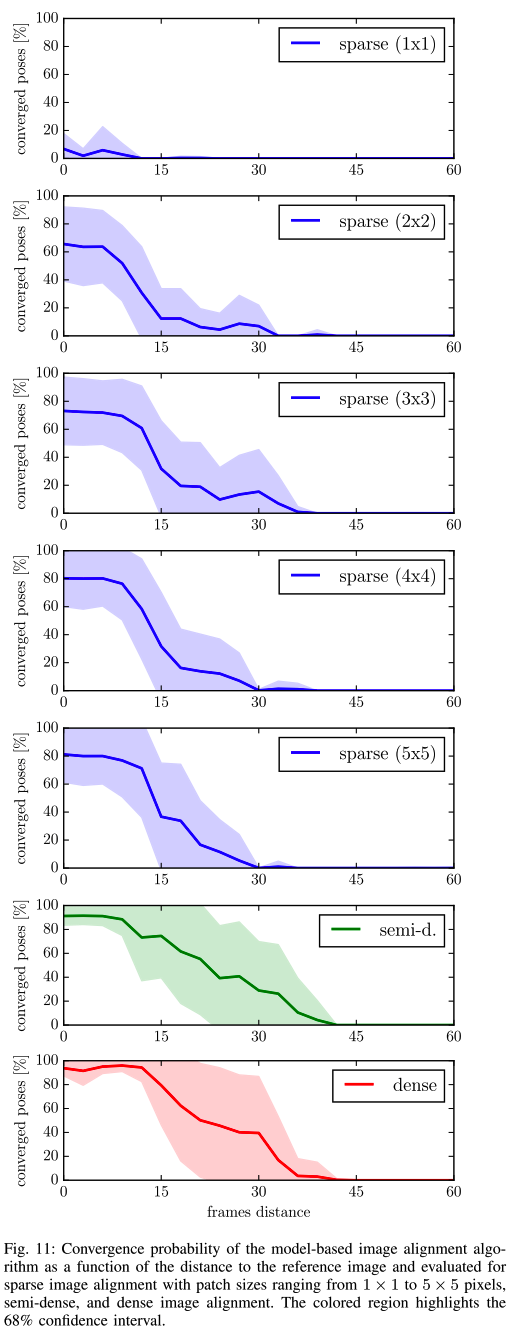 100
80
60
40
20
0
converged poses [%]
sparse (1x1)
0 15 30 45 60
100
80
60
40
20
0
converged poses [%]
sparse (2x2)
0 15 30 45 60
100
80
60
40
20
0
converged poses [%]
sparse (3x3)
0 15 30 45 60
100
80
60
40
20
0
converged poses [%]
sparse (4x4)
0 15 30 45 60
100
80
60
40
20
0
converged poses [%]
sparse (5x5)
0 15 30 45 60
100
80
60
40
20
0
converged poses [%]
semi-d.
0 15 30 45 60
100
80
60
40
20
0
converged poses [%]
dense
0 15 30 45 60
frames distance
Fig. 11: Convergence probability of the model-based image alignment algo-
rithm as a function of the distance to the reference image and evaluated for
sparse image alignment with patch sizes ranging from 1 × 1 to 5 × 5 pixels,
semi-dense, and dense image alignment. The colored region highlights the
68% confidence interval.